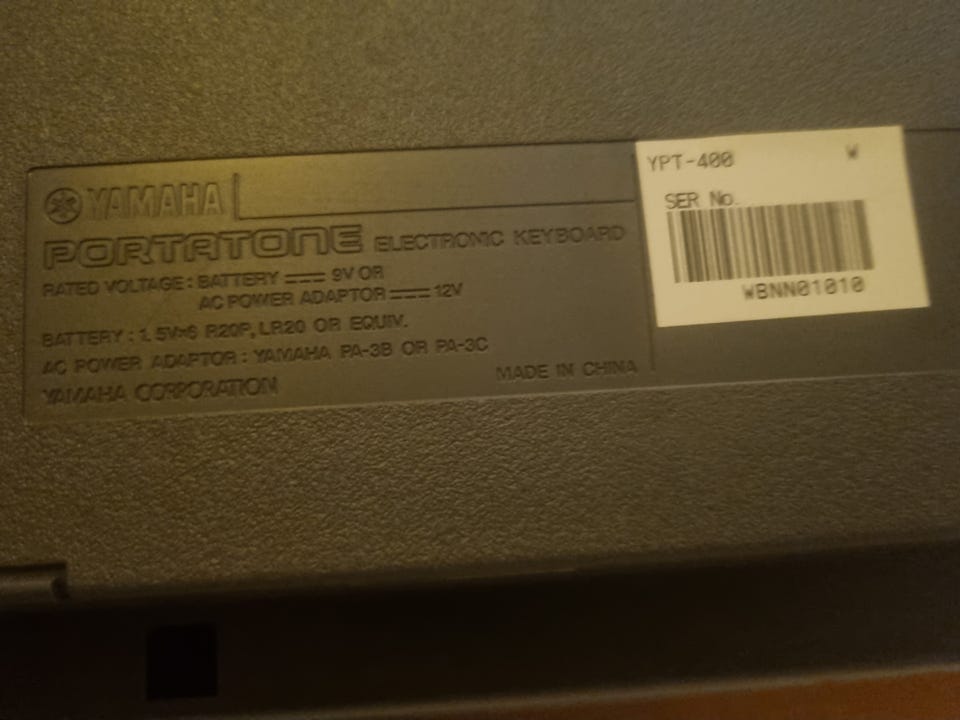 YAMAHA
PORTATONE ELECTRONIC KEYBOARD
RATED VOLTAGE : BATTERY ⎓ 9V OR
AC POWER ADAPTOR ⎓ 12V
BATTERY : 1.5V×6 R20P, LR20 OR EQUIV.
AC POWER ADAPTOR : YAMAHA PA-3B OR PA-3C
YAMAHA CORPORATION
MADE IN CHINA
YPT-400 W
SER No.
WBNN01010